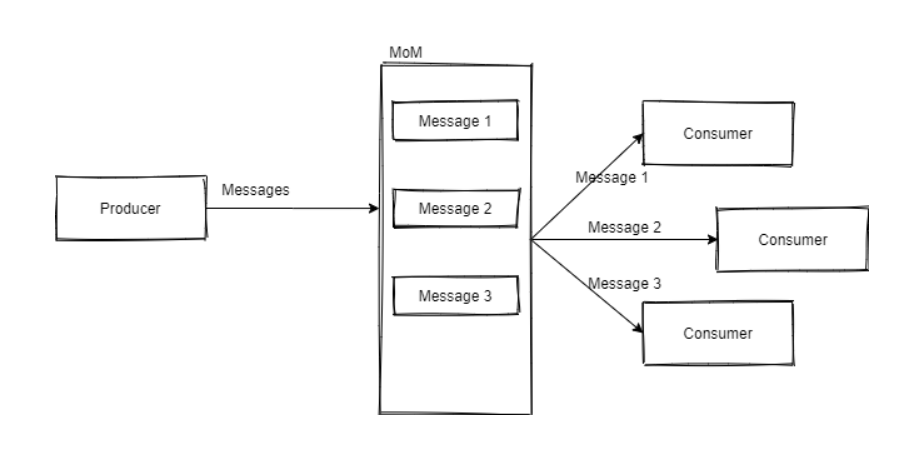 MoM
Message 1
Message 2
Message 3
Producer
Messages
Message 1
Message 2
Message 3
Consumer
Consumer
Consumer